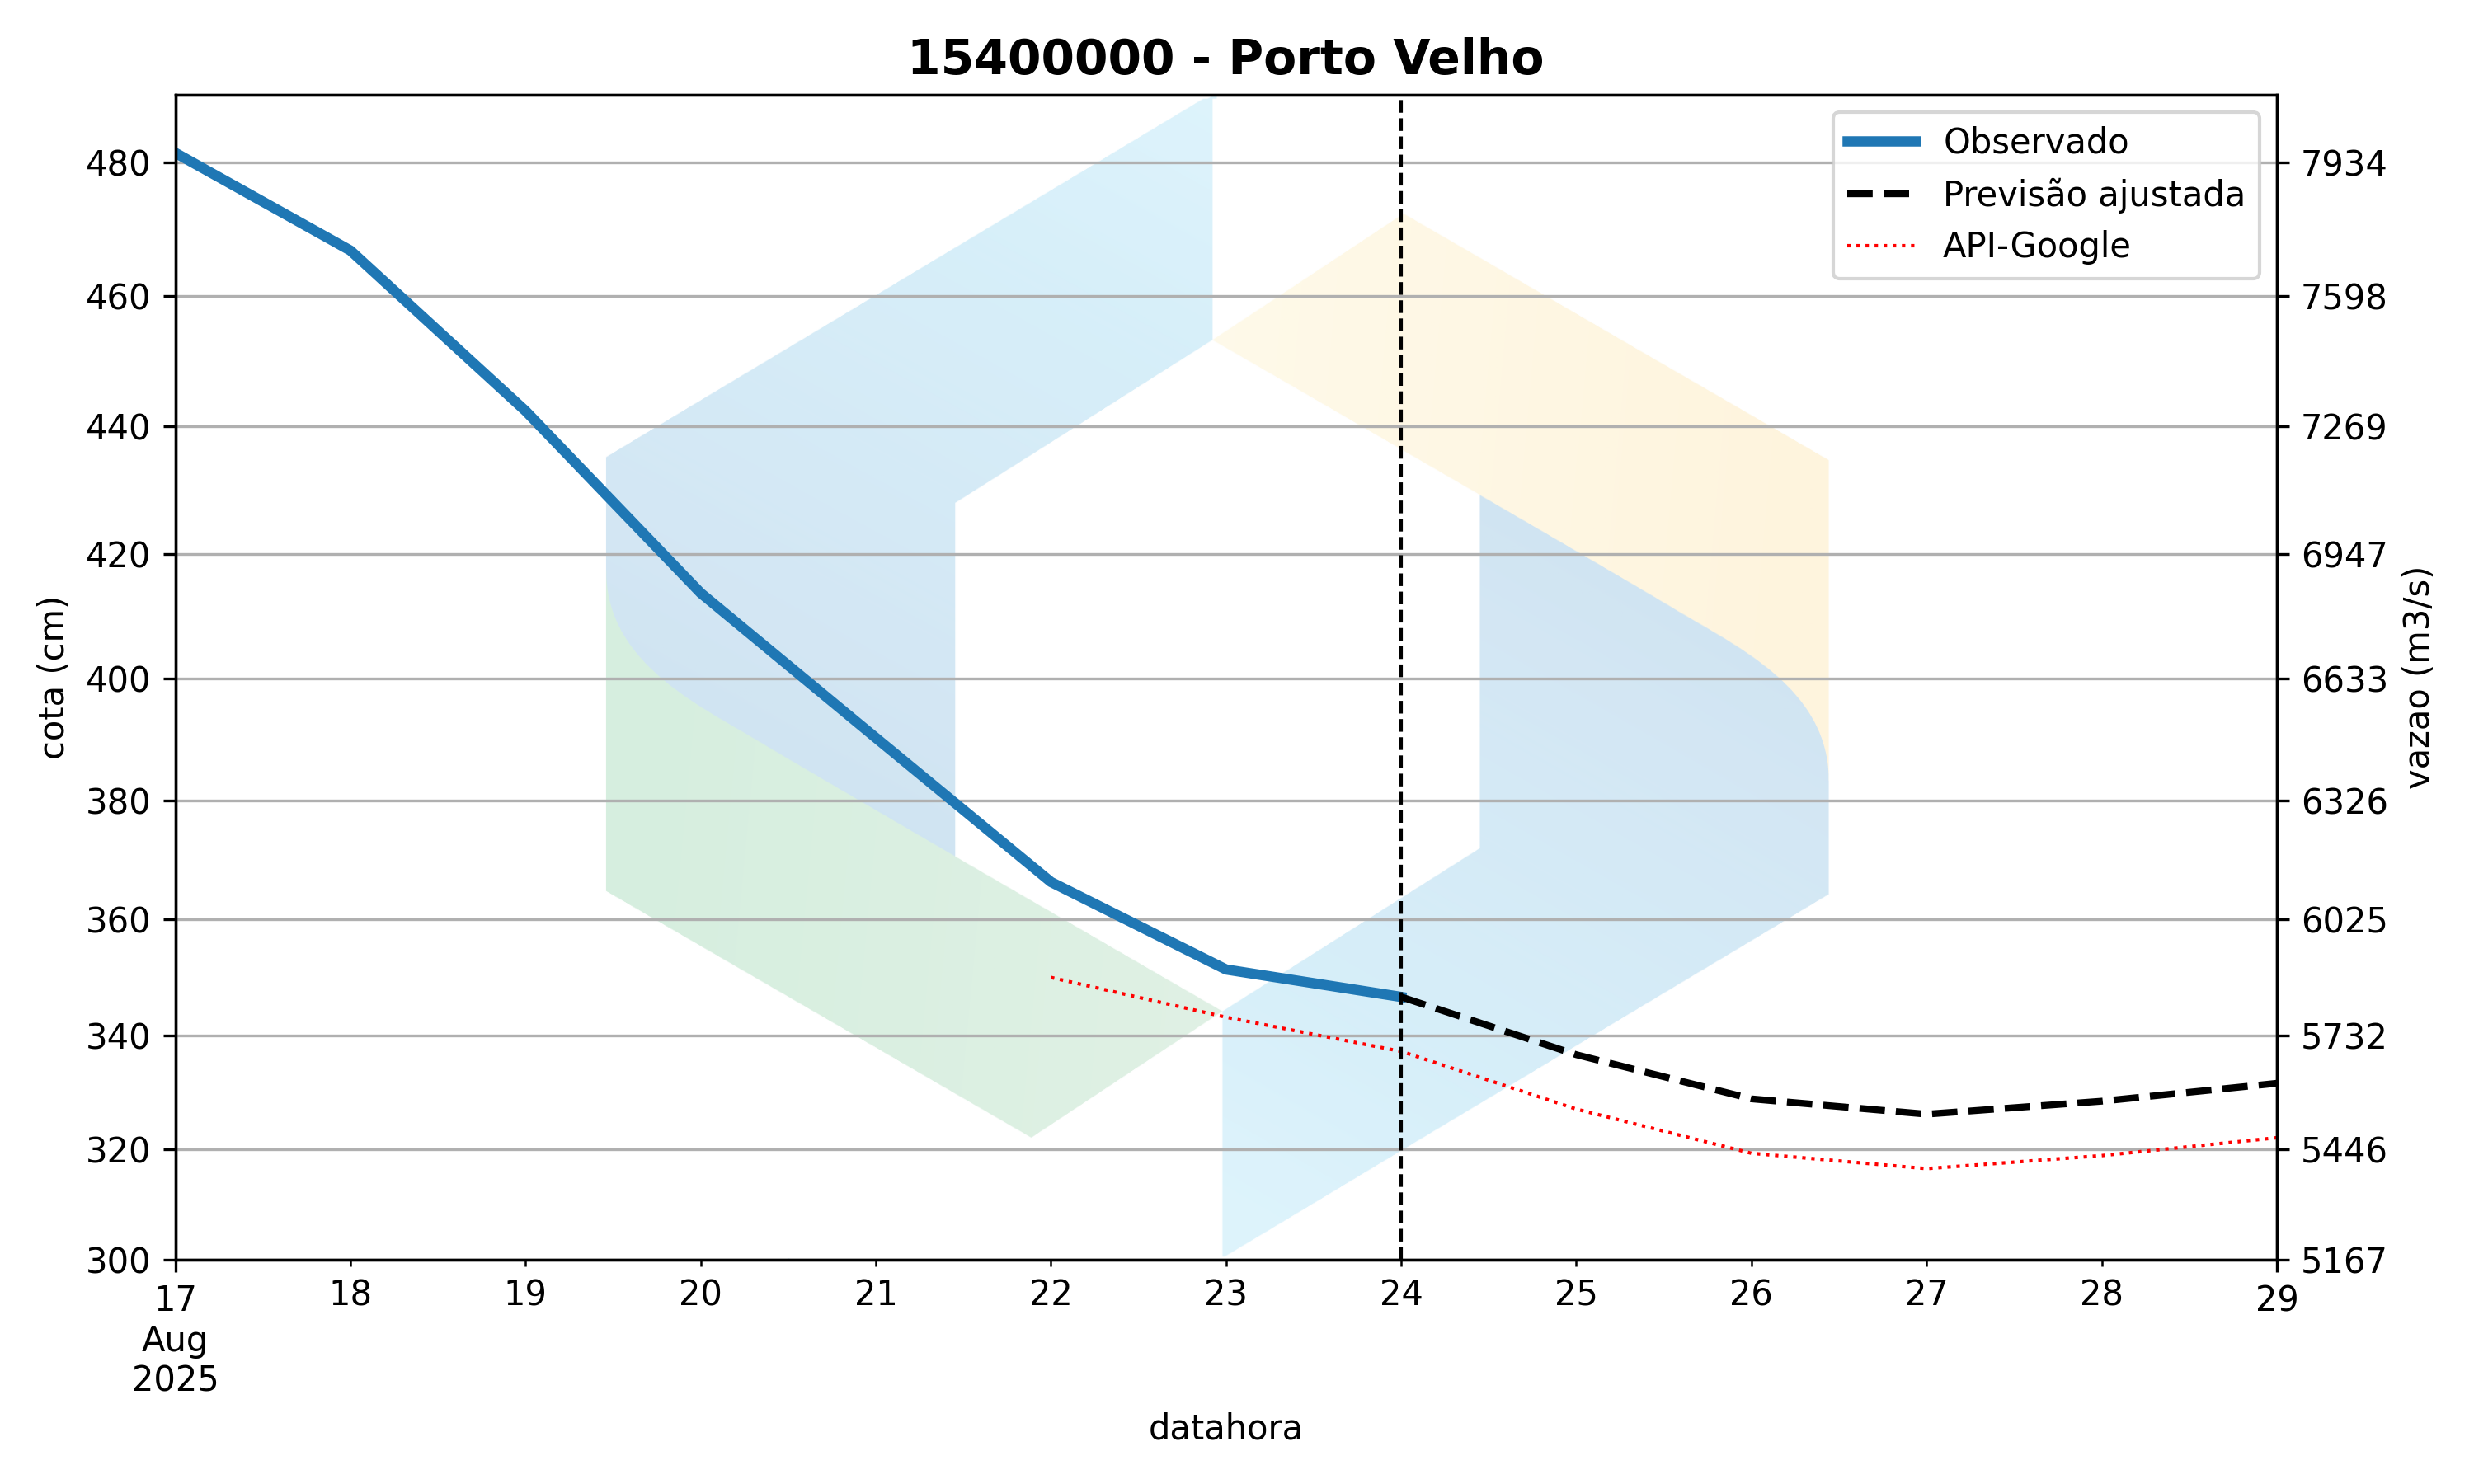 15400000 - Porto Velho
Observado
Previsão ajustada
API-Google
480
460
440
420
400
380
360
340
320
300
cota (cm)
7934
7598
7269
6947
6633
6326
6025
5732
5446
5167
vazao (m3/s)
17 18 19 20 21 22 23 24 25 26 27 28 29
Aug
2025
datahora